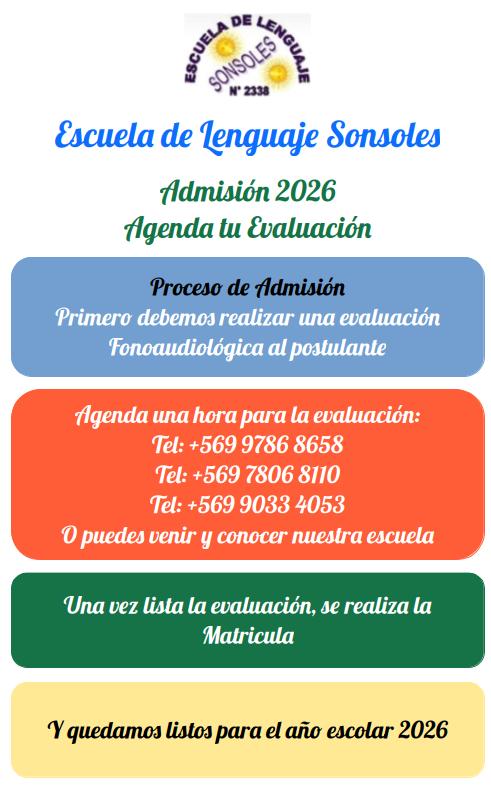 ESCUELA DE LENGUAJE
SONSOLES
N° 2338
Escuela de Lenguaje Sonsoles
Admisión 2026
Agenda tu Evaluación
Proceso de Admisión
Primero debemos realizar una evaluación
Fonoaudiológica al postulante
Agenda una hora para la evaluación:
Tel: +569 9786 8658
Tel: +569 7806 8110
Tel: +569 9033 4053
O puedes venir y conocer nuestra escuela
Una vez lista la evaluación, se realiza la
Matricula
Y quedamos listos para el año escolar 2026